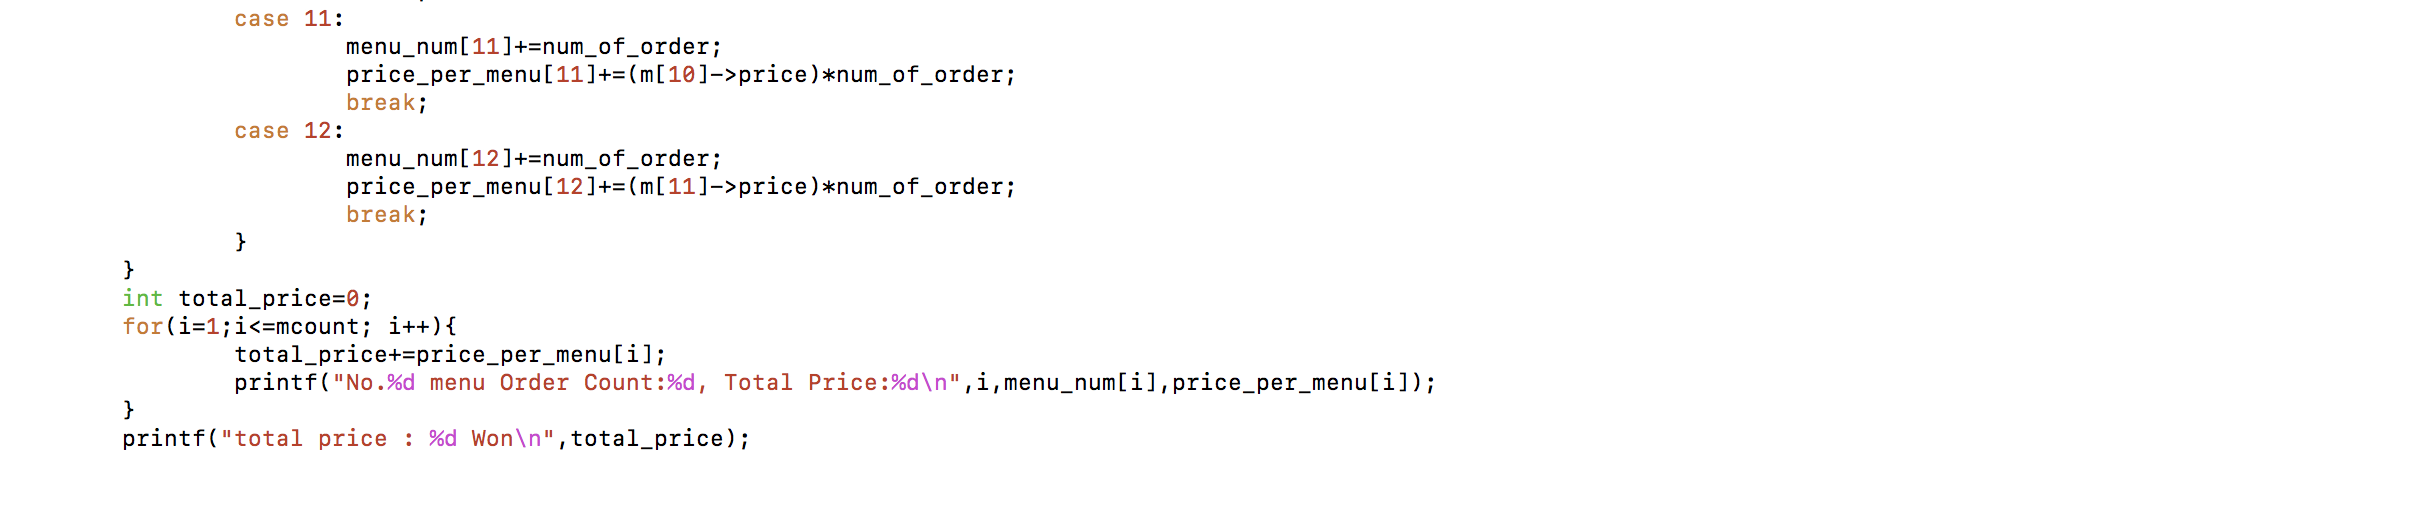 case 11:
menu_num[11]+=num_of_order;
price_per_menu[11]+=(m[10]->price)*num_of_order;
break;
case 12:
menu_num[12]+=num_of_order;
price_per_menu[12]+=(m[11]->price)*num_of_order;
break;
}
}
int total_price=0;
for(i=1;i<=mcount; i++){
total_price+=price_per_menu[i];
printf("No.%d menu Order Count:%d, Total Price:%d\n",i,menu_num[i],price_per_menu[i]);
}
printf("total price : %d Won\n",total_price);